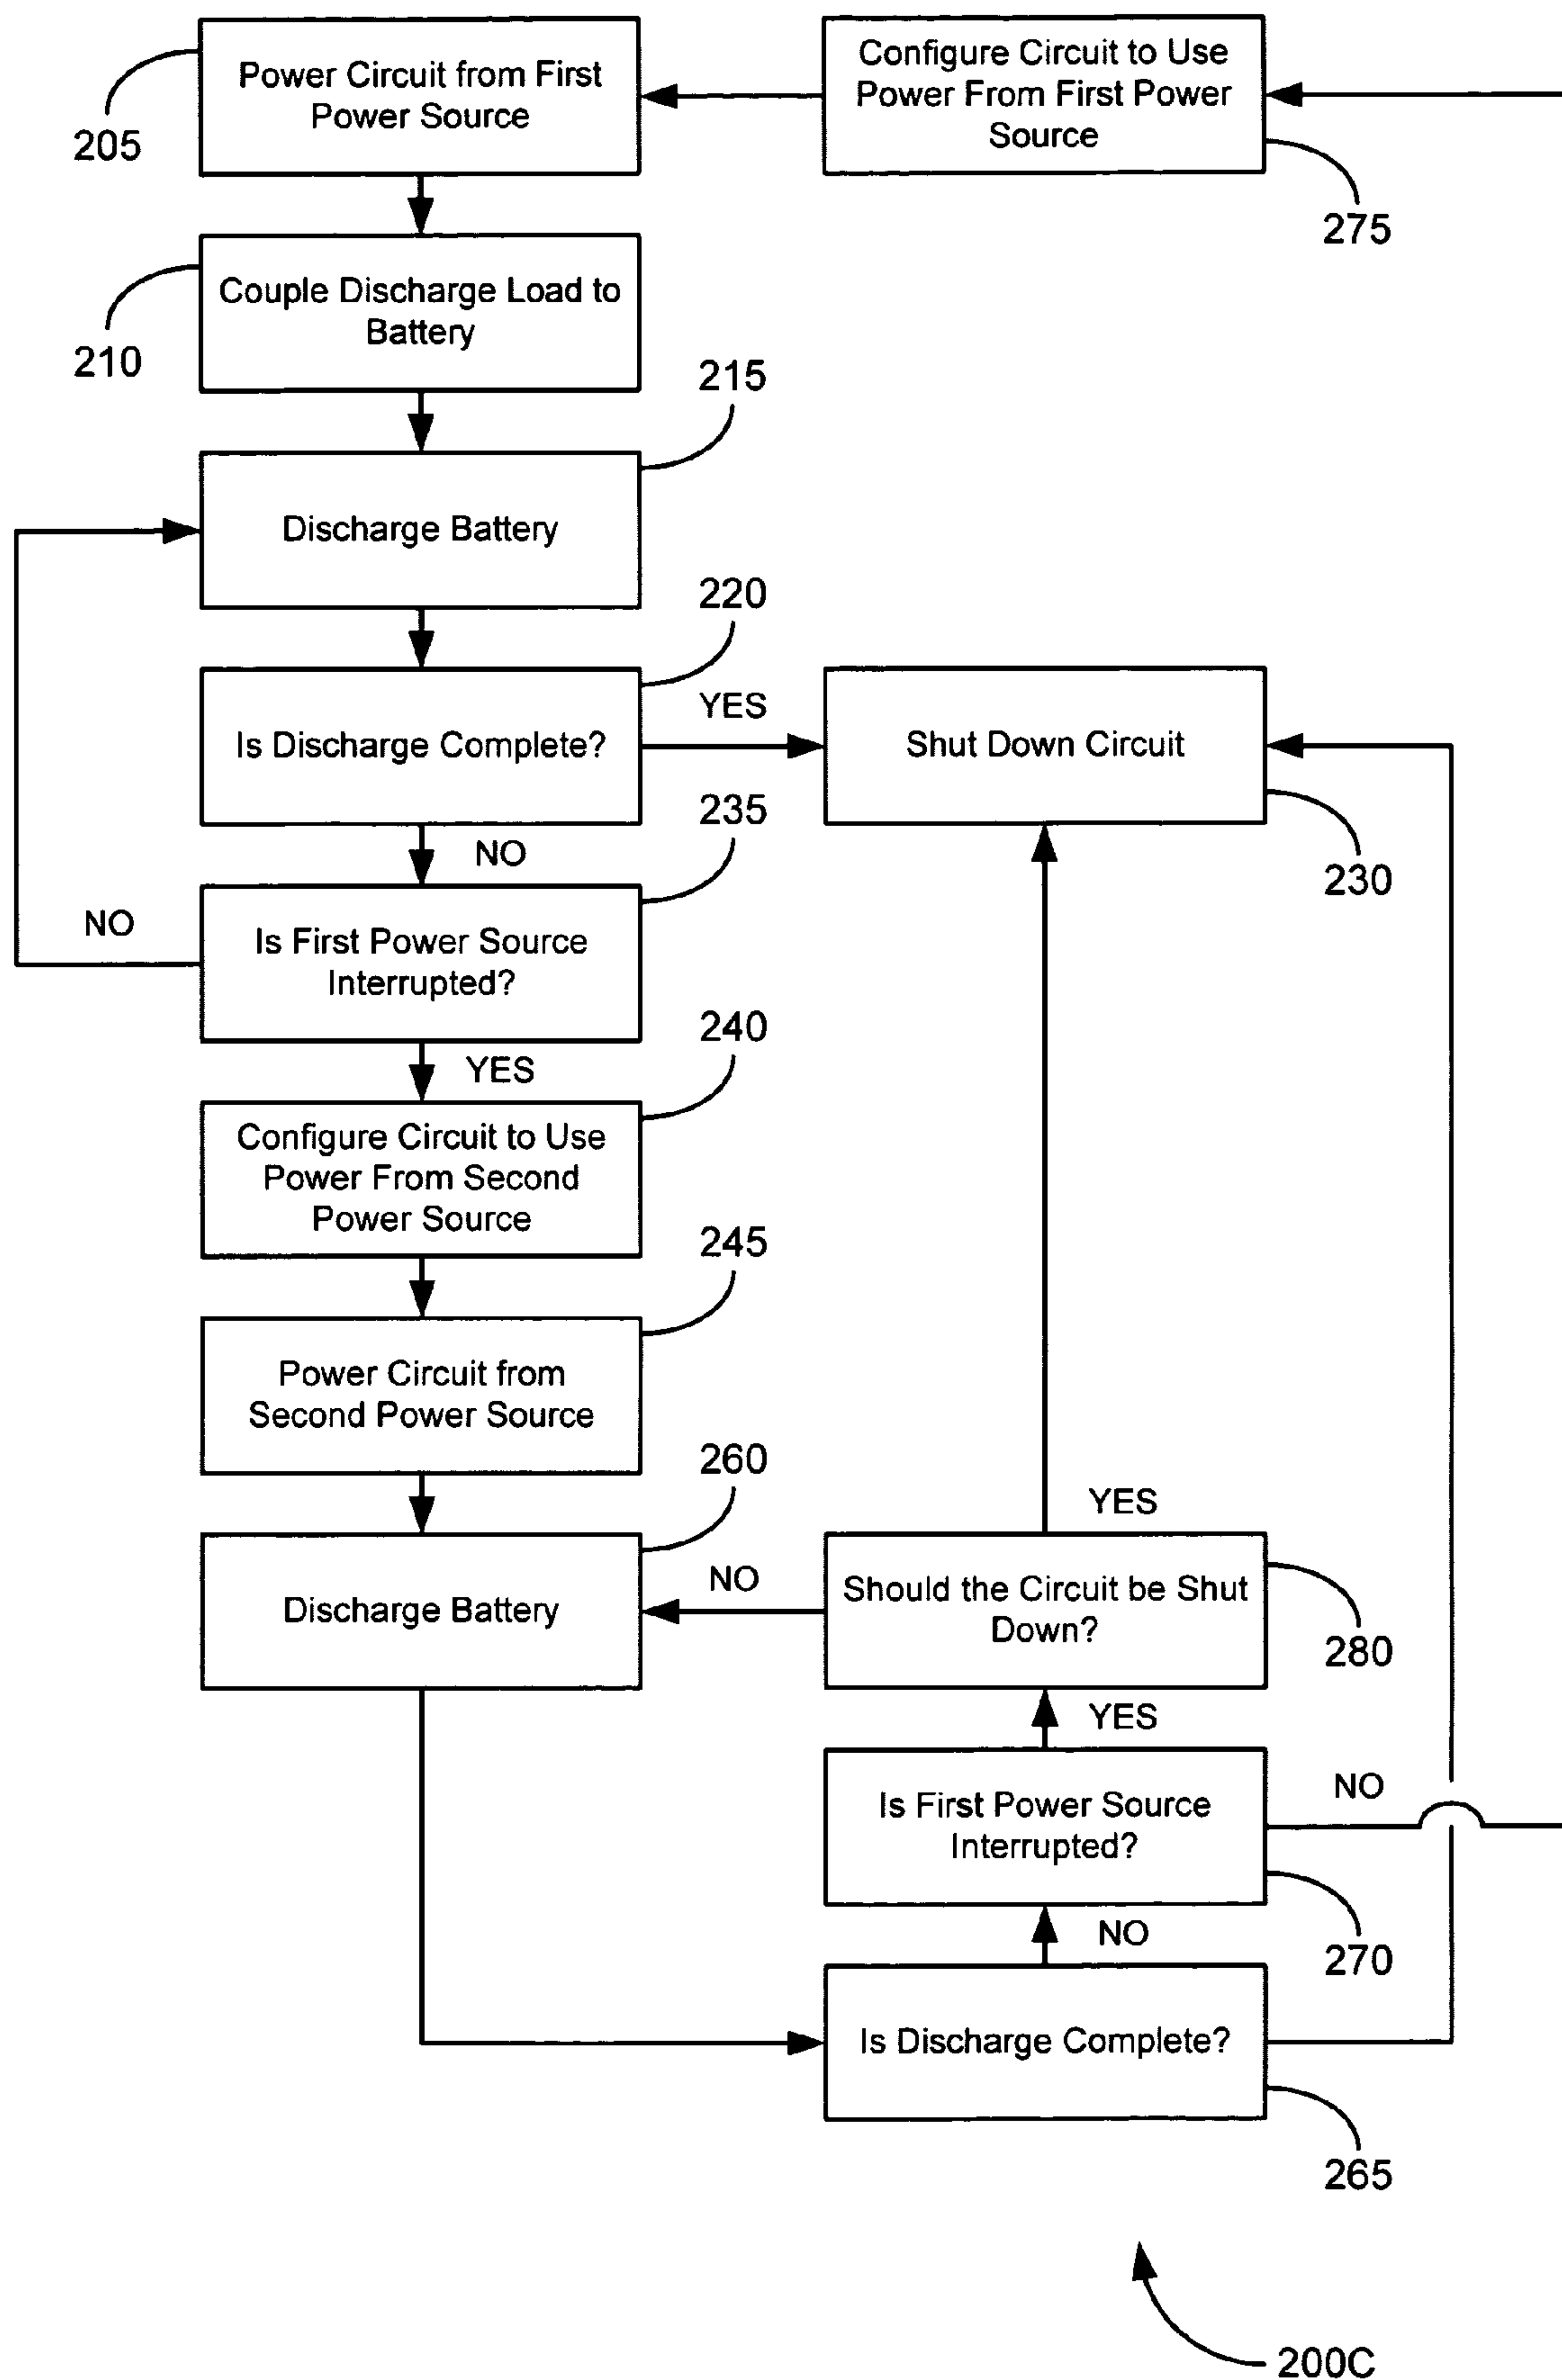 Power Circuit from First
Power Source
205
Configure Circuit to Use
Power From First Power
Source
275
Couple Discharge Load to
Battery
210
215
Discharge Battery
220
Is Discharge Complete?
YES
Shut Down Circuit
230
NO
235
Is First Power Source
Interrupted?
NO
YES
240
Configure Circuit to Use
Power From Second
Power Source
245
Power Circuit from
Second Power Source
260
Discharge Battery
NO
YES
Should the Circuit be Shut
Down?
280
YES
Is First Power Source
Interrupted?
NO
270
NO
Is Discharge Complete?
265
200C